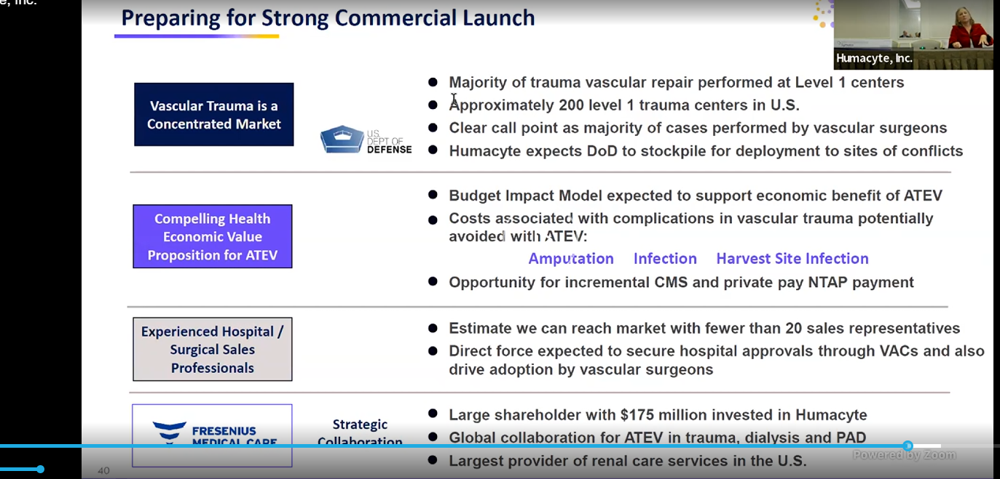 e, Inc.
Preparing for Strong Commercial Launch
Humacyte, Inc.
Vascular Trauma is a
Concentrated Market
U.S.
DEPT OF
DEFENSE
● Majority of trauma vascular repair performed at Level 1 centers
● Approximately 200 level 1 trauma centers in U.S.
● Clear call point as majority of cases performed by vascular surgeons
● Humacyte expects DoD to stockpile for deployment to sites of conflicts
Compelling Health
Economic Value
Proposition for ATEV
● Budget Impact Model expected to support economic benefit of ATEV
● Costs associated with complications in vascular trauma potentially
avoided with ATEV:
Amputation Infection Harvest Site Infection
● Opportunity for incremental CMS and private pay NTAP payment
Experienced Hospital /
Surgical Sales
Professionals
● Estimate we can reach market with fewer than 20 sales representatives
● Direct force expected to secure hospital approvals through VACs and also
drive adoption by vascular surgeons
FRESENIUS
MEDICAL CARE
Strategic
Collaboration
● Large shareholder with $175 million invested in Humacyte
● Global collaboration for ATEV in trauma, dialysis and PAD
● Largest provider of renal care services in the U.S.
Powered by Zoom
40